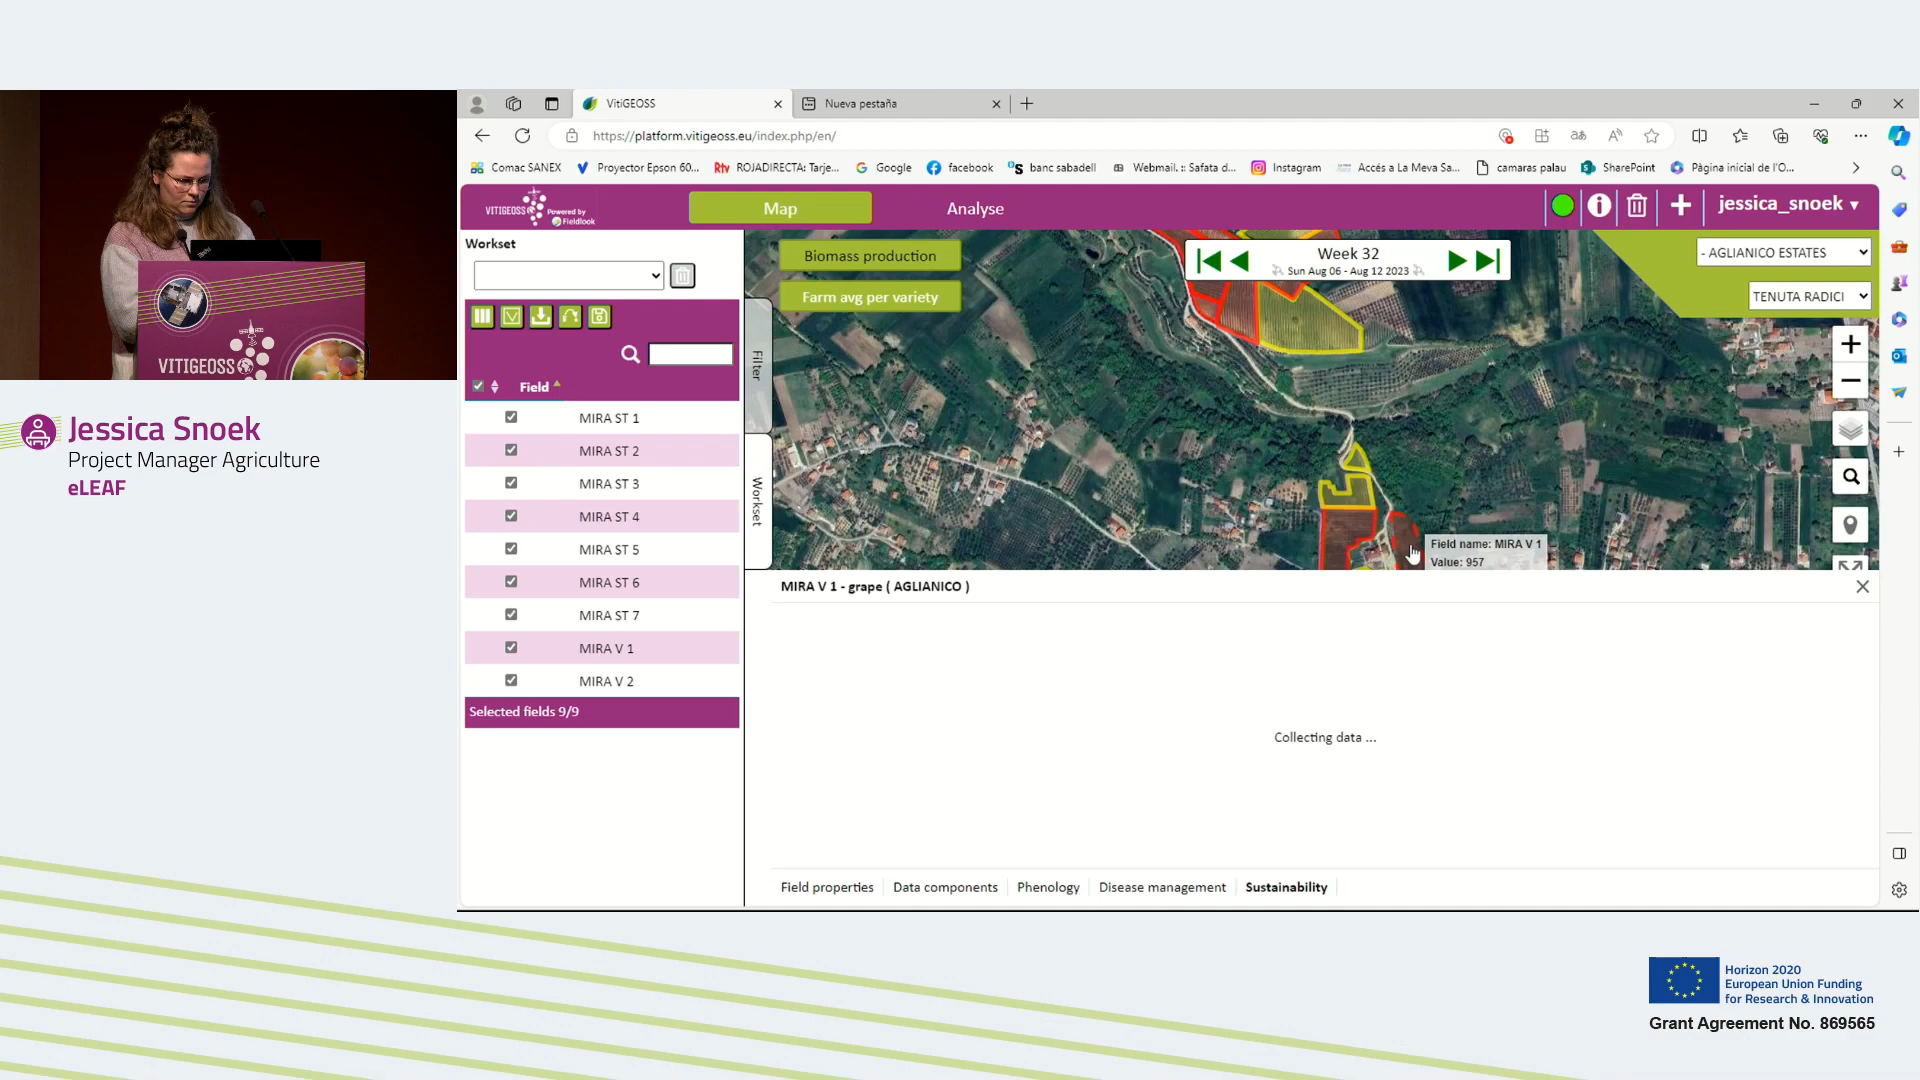 VitiGEOSS
Nueva pestaña
https://platform.vitigeoss.eu/index.php/en/
Comac SANEX
Proyector Epson 60...
ROJADIRECTA: Tarje...
Google
facebook
banc sabadell
Webmail. :: Safata d...
Instagram
Accés a La Meva Sa...
camaras palau
SharePoint
Pàgina inicial de l'O...
VITIGEOSS
Powered by
Fieldlook
Map
Analyse
jessica_snoek
Workset
Field
MIRA ST 1
MIRA ST 2
MIRA ST 3
MIRA ST 4
MIRA ST 5
MIRA ST 6
MIRA ST 7
MIRA V 1
MIRA V 2
Selected fields 9/9
Filter
Workset
Biomass production
Farm avg per variety
Week 32
Sun Aug 06 - Aug 12 2023
- AGLIANICO ESTATES
TENUTA RADICI
Field name: MIRA V 1
Value: 957
MIRA V 1 - grape ( AGLIANICO )
Collecting data ...
Field properties
Data components
Phenology
Disease management
Sustainability
VITIGEOSS
Jessica Snoek
Project Manager Agriculture
eLEAF
Horizon 2020
European Union Funding
for Research & Innovation
Grant Agreement No. 869565